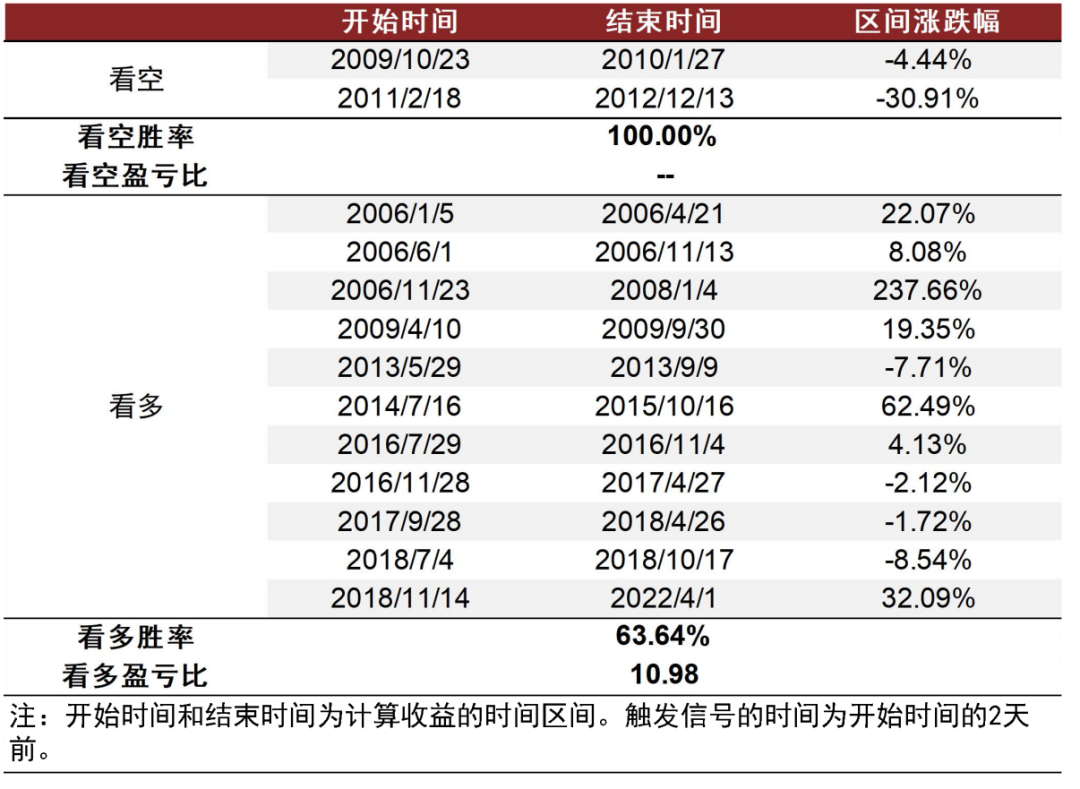 开始时间 结束时间 区间涨跌幅
看空
2009/10/23 2010/1/27 -4.44%
2011/2/18 2012/12/13 -30.91%
看空胜率 100.00%
看空盈亏比 --
看多
2006/1/5 2006/4/21 22.07%
2006/6/1 2006/11/13 8.08%
2006/11/23 2008/1/4 237.66%
2009/4/10 2009/9/30 19.35%
2013/5/29 2013/9/9 -7.71%
2014/7/16 2015/10/16 62.49%
2016/7/29 2016/11/4 4.13%
2016/11/28 2017/4/27 -2.12%
2017/9/28 2018/4/26 -1.72%
2018/7/4 2018/10/17 -8.54%
2018/11/14 2022/4/1 32.09%
看多胜率 63.64%
看多盈亏比 10.98
注：开始时间和结束时间为计算收益的时间区间。触发信号的时间为开始时间的2天
前。